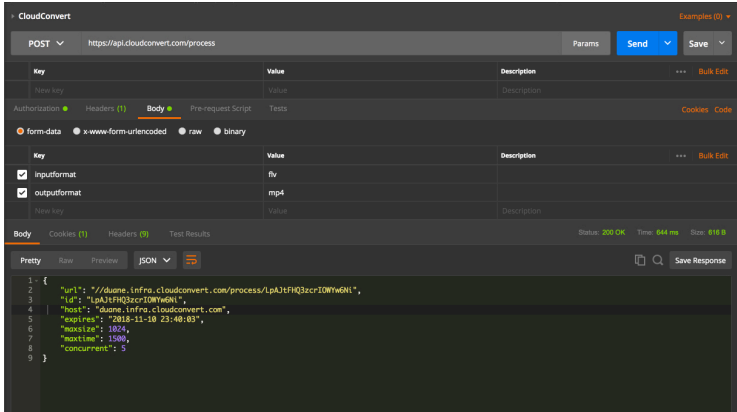 CloudConvert Examples (0)
POST https://api.cloudconvert.com/process Params Send Save
Key Value Description ••• Bulk Edit
New key Value Description
Authorization Headers (1) Body Pre-request Script Tests Cookies Code
form-data x-www-form-urlencoded raw binary
Key Value Description ••• Bulk Edit
inputformat flv
outputformat mp4
New key Value Description
Body Cookies (1) Headers (9) Test Results Status: 200 OK Time: 644 ms Size: 616 B
Pretty Raw Preview JSON Save Response
1 {
2 "url": "//duane.infra.cloudconvert.com/process/LpAJtFHQ3zcrIOWYw6Ni",
3 "id": "LpAJtFHQ3zcrIOWYw6Ni",
4 "host": "duane.infra.cloudconvert.com",
5 "expires": "2018-11-10 23:40:03",
6 "maxsize": 1024,
7 "maxtime": 1500,
8 "concurrent": 5
9 }